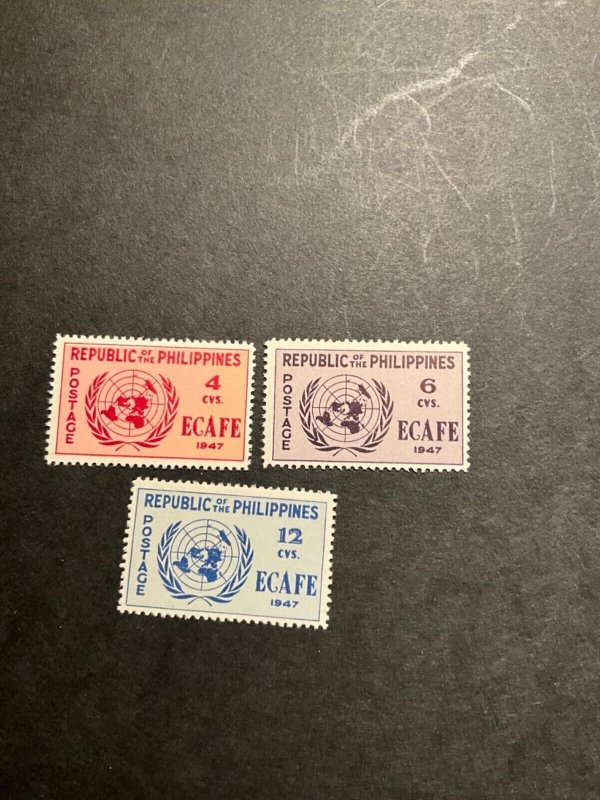 REPUBLIC OF THE PHILIPPINES
POSTAGE
4
CVS.
ECAFE
1947
REPUBLIC OF THE PHILIPPINES
POSTAGE
6
CVS.
ECAFE
1947
REPUBLIC OF THE PHILIPPINES
POSTAGE
12
CVS.
ECAFE
1947